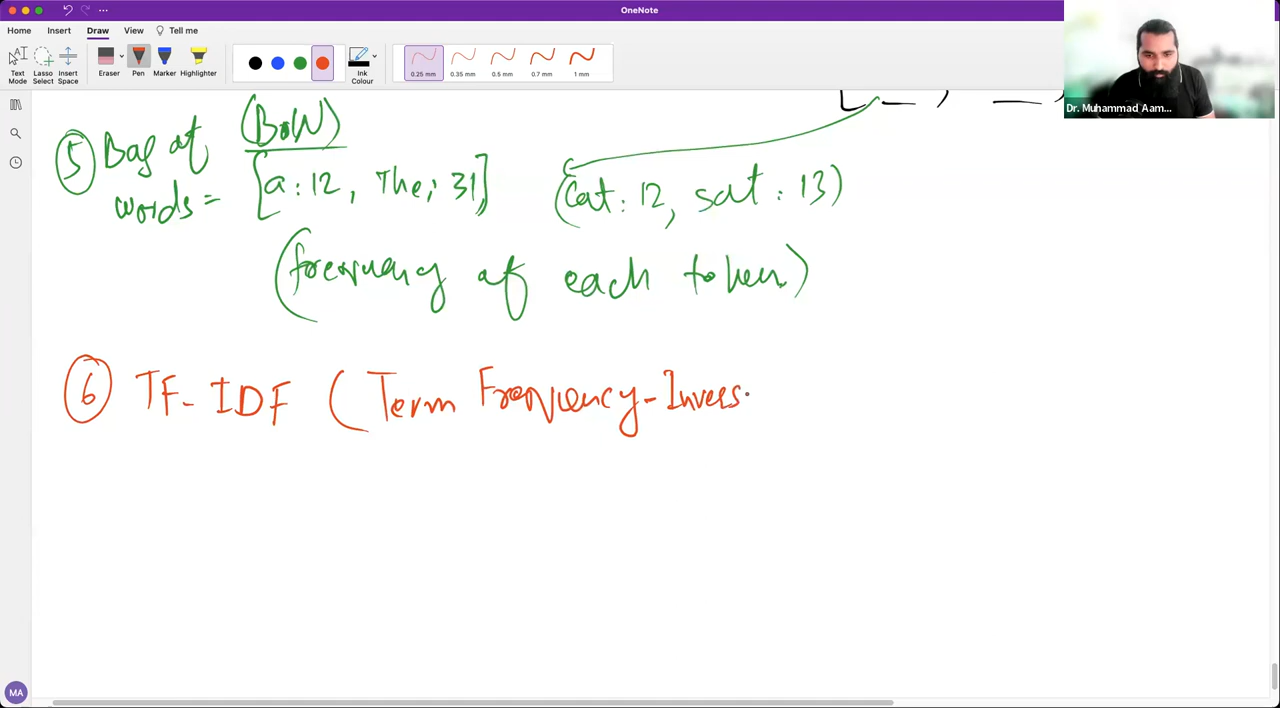 OneNote
Home Insert Draw View Tell me
Text Mode
Lasso Select
Insert Space
Eraser
Pen
Marker
Highlighter
Ink Colour
0.25 mm 0.35 mm 0.5 mm 0.7 mm 1 mm
Dr. Muhammad Aam...
5 Bag of words = (BoW) [a : 12, The : 31,] (Cat : 12, sat : 13)
(frequency of each token)
6 TF-IDF (Term Frequency-Invers
MA